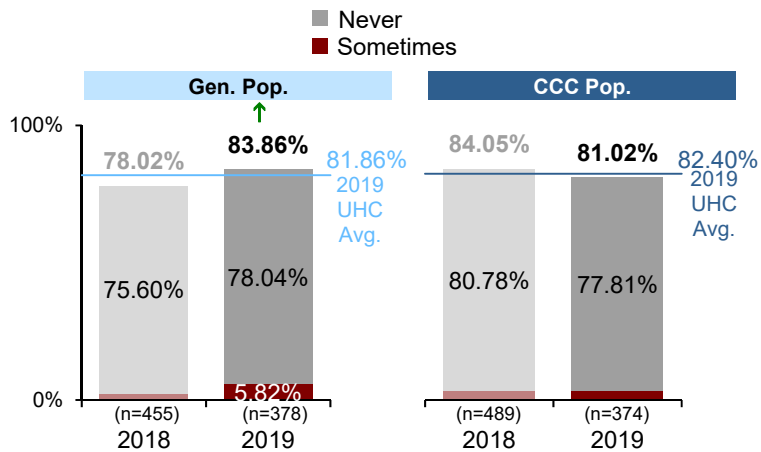 Never
Sometimes
Gen. Pop.
CCC Pop.
↑
100%
78.02%
83.86%
81.86%
2019
UHC
Avg.
84.05%
81.02%
82.40%
2019
UHC
Avg.
75.60%
78.04%
80.78%
77.81%
5.82%
0%
(n=455)
(n=378)
(n=489)
(n=374)
2018
2019
2018
2019